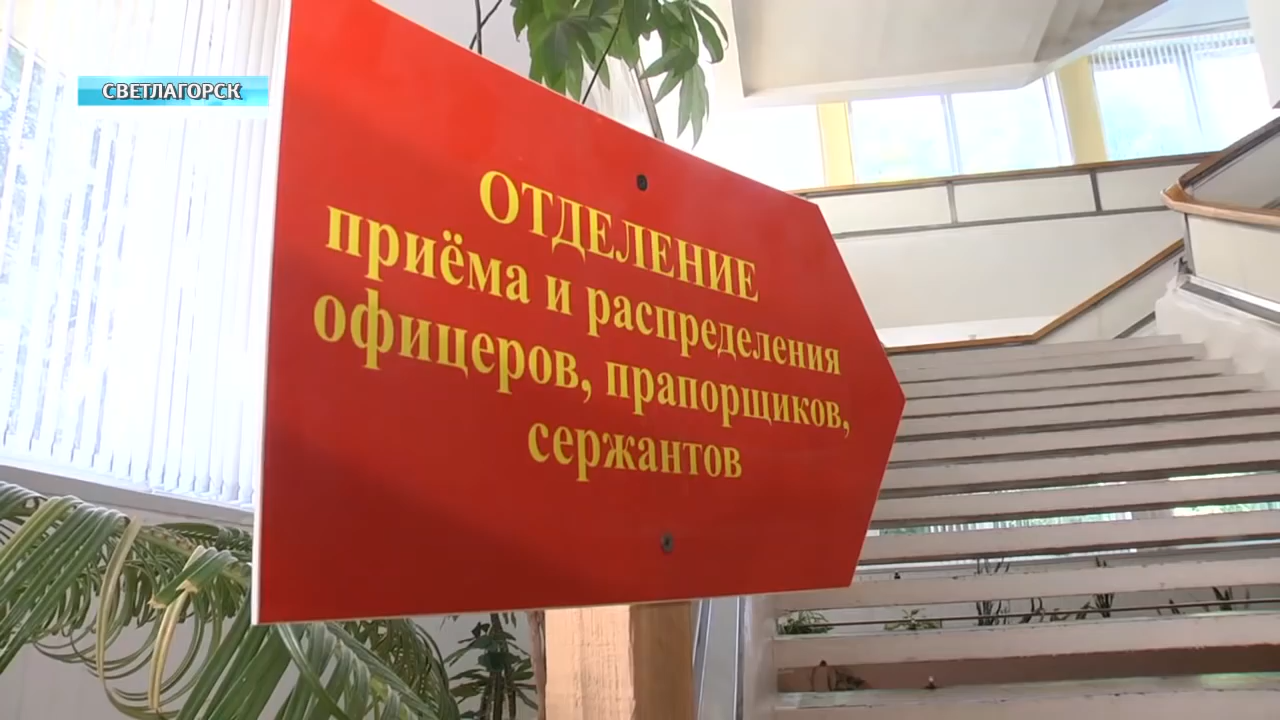 СВЕТЛАГОРСК
ОТДЕЛЕНИЕ
приёма и распределения
офицеров, прапорщиков,
сержантов